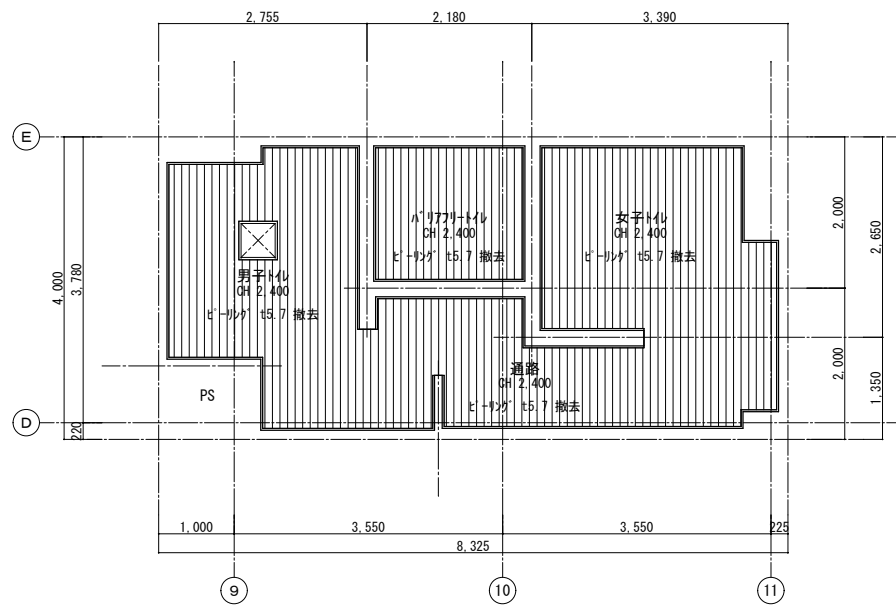 2,755
2,180
3,390
E
バリアフリートイレ
CH 2,400
ビーリング t5.7 撤去
女子トイレ
CH 2,400
ビーリング t5.7 撤去
2,000
2,650
男子トイレ
CH 2,400
ビーリング t5.7 撤去
4,000
3,780
通路
CH 2,400
ビーリング t5.7 撤去
2,000
1,350
PS
D
220
1,000
3,550
3,550
225
8,325
9
10
11